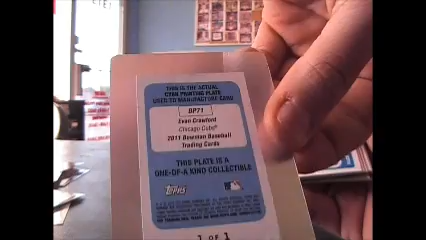 THIS IS THE ACTUAL
CYAN PRINTING PLATE
USED TO MANUFACTURE CARD
DP71
Evan Crawford
Chicago Cubs®
2011 Bowman Baseball
Trading Cards
THIS PLATE IS A
ONE-OF-A KIND COLLECTIBLE
Topps
1 of 1